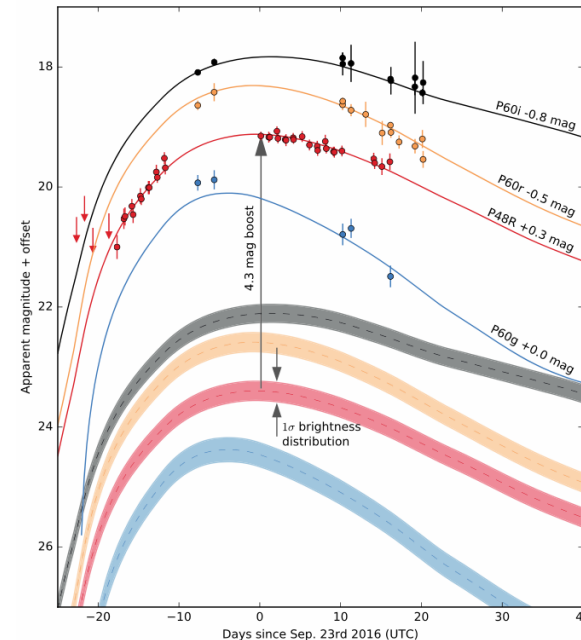 18
20
22
24
26
Apparent magnitude + offset
P60i -0.8 mag
P60r -0.5 mag
P48R +0.3 mag
P60g +0.0 mag
4.3 mag boost
1σ brightness
distribution
−20
−10
0
10
20
30
Days since Sep. 23rd 2016 (UTC)